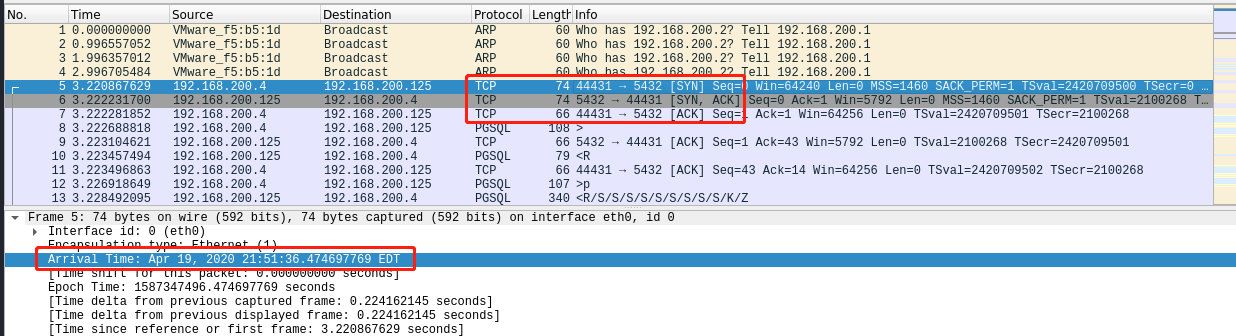 No. Time Source Destination Protocol Length Info
1 0.000000000 VMware_f5:b5:1d Broadcast ARP 60 Who has 192.168.200.2? Tell 192.168.200.1
2 0.996557052 VMware_f5:b5:1d Broadcast ARP 60 Who has 192.168.200.2? Tell 192.168.200.1
3 1.996357012 VMware_f5:b5:1d Broadcast ARP 60 Who has 192.168.200.2? Tell 192.168.200.1
4 2.996705484 VMware_f5:b5:1d Broadcast ARP 60 Who has 192.168.200.2? Tell 192.168.200.1
5 3.220867629 192.168.200.4 192.168.200.125 TCP 74 44431 → 5432 [SYN] Seq=0 Win=64240 Len=0 MSS=1460 SACK_PERM=1 TSval=2420709500 TSecr=0 …
6 3.222231700 192.168.200.125 192.168.200.4 TCP 74 5432 → 44431 [SYN, ACK] Seq=0 Ack=1 Win=5792 Len=0 MSS=1460 SACK_PERM=1 TSval=2100268 T…
7 3.222281852 192.168.200.4 192.168.200.125 TCP 66 44431 → 5432 [ACK] Seq=1 Ack=1 Win=64256 Len=0 TSval=2420709501 TSecr=2100268
8 3.222688818 192.168.200.4 192.168.200.125 PGSQL 108 >
9 3.223104621 192.168.200.125 192.168.200.4 TCP 66 5432 → 44431 [ACK] Seq=1 Ack=43 Win=5792 Len=0 TSval=2100268 TSecr=2420709501
10 3.223457494 192.168.200.125 192.168.200.4 PGSQL 79 <R
11 3.223496863 192.168.200.4 192.168.200.125 TCP 66 44431 → 5432 [ACK] Seq=43 Ack=14 Win=64256 Len=0 TSval=2420709502 TSecr=2100268
12 3.226918649 192.168.200.4 192.168.200.125 PGSQL 107 >p
13 3.228492095 192.168.200.125 192.168.200.4 PGSQL 340 <R/S/S/S/S/S/S/S/S/S/K/Z
Frame 5: 74 bytes on wire (592 bits), 74 bytes captured (592 bits) on interface eth0, id 0
Interface id: 0 (eth0)
Encapsulation type: Ethernet (1)
Arrival Time: Apr 19, 2020 21:51:36.474697769 EDT
[Time shift for this packet: 0.000000000 seconds]
Epoch Time: 1587347496.474697769 seconds
[Time delta from previous captured frame: 0.224162145 seconds]
[Time delta from previous displayed frame: 0.224162145 seconds]
[Time since reference or first frame: 3.220867629 seconds]